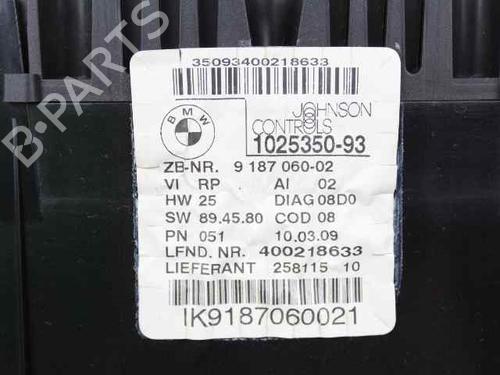 35093400218633
BMW
JOHNSON
CONTROLS
1025350-93
ZB-NR. 9 187 060-02
VI RP AI 02
HW 25 DIAG 08D0
SW 89.45.80 COD 08
PN 051 10.03.09
LFND. NR. 400218633
LIEFERANT 258115 10
IK9187060021
B-PARTS